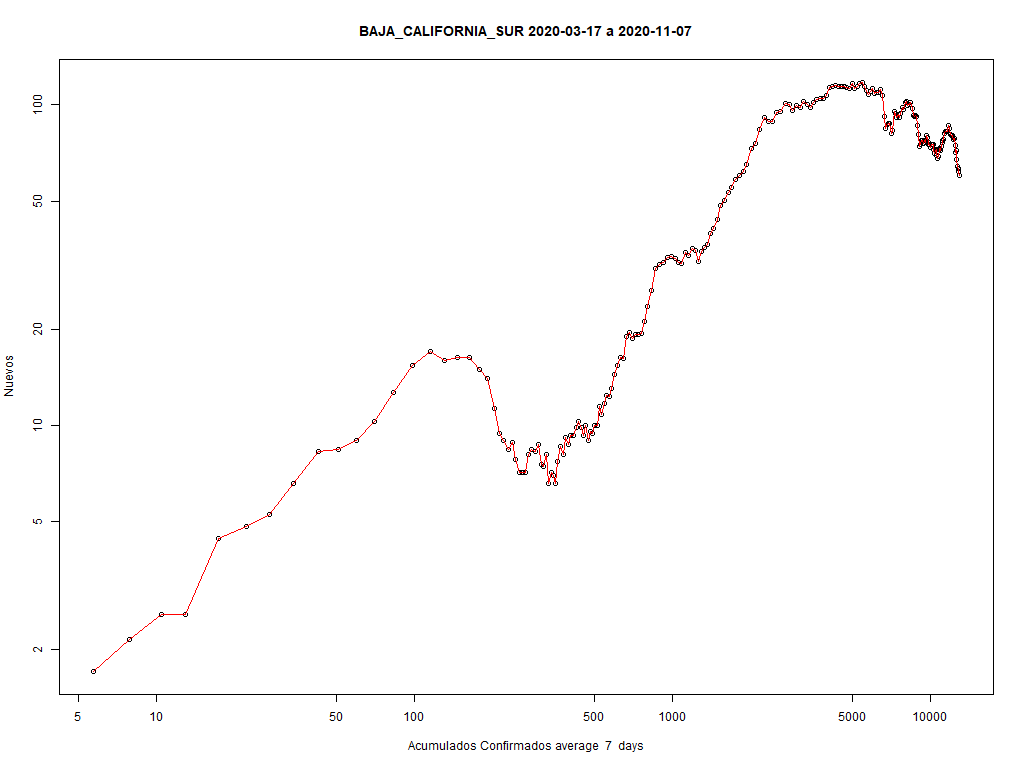 BAJA_CALIFORNIA_SUR 2020-03-17 a 2020-11-07
100
50
20
10
5
2
Nuevos
5 10 50 100 500 1000 5000 10000
Acumulados Confirmados average 7 days